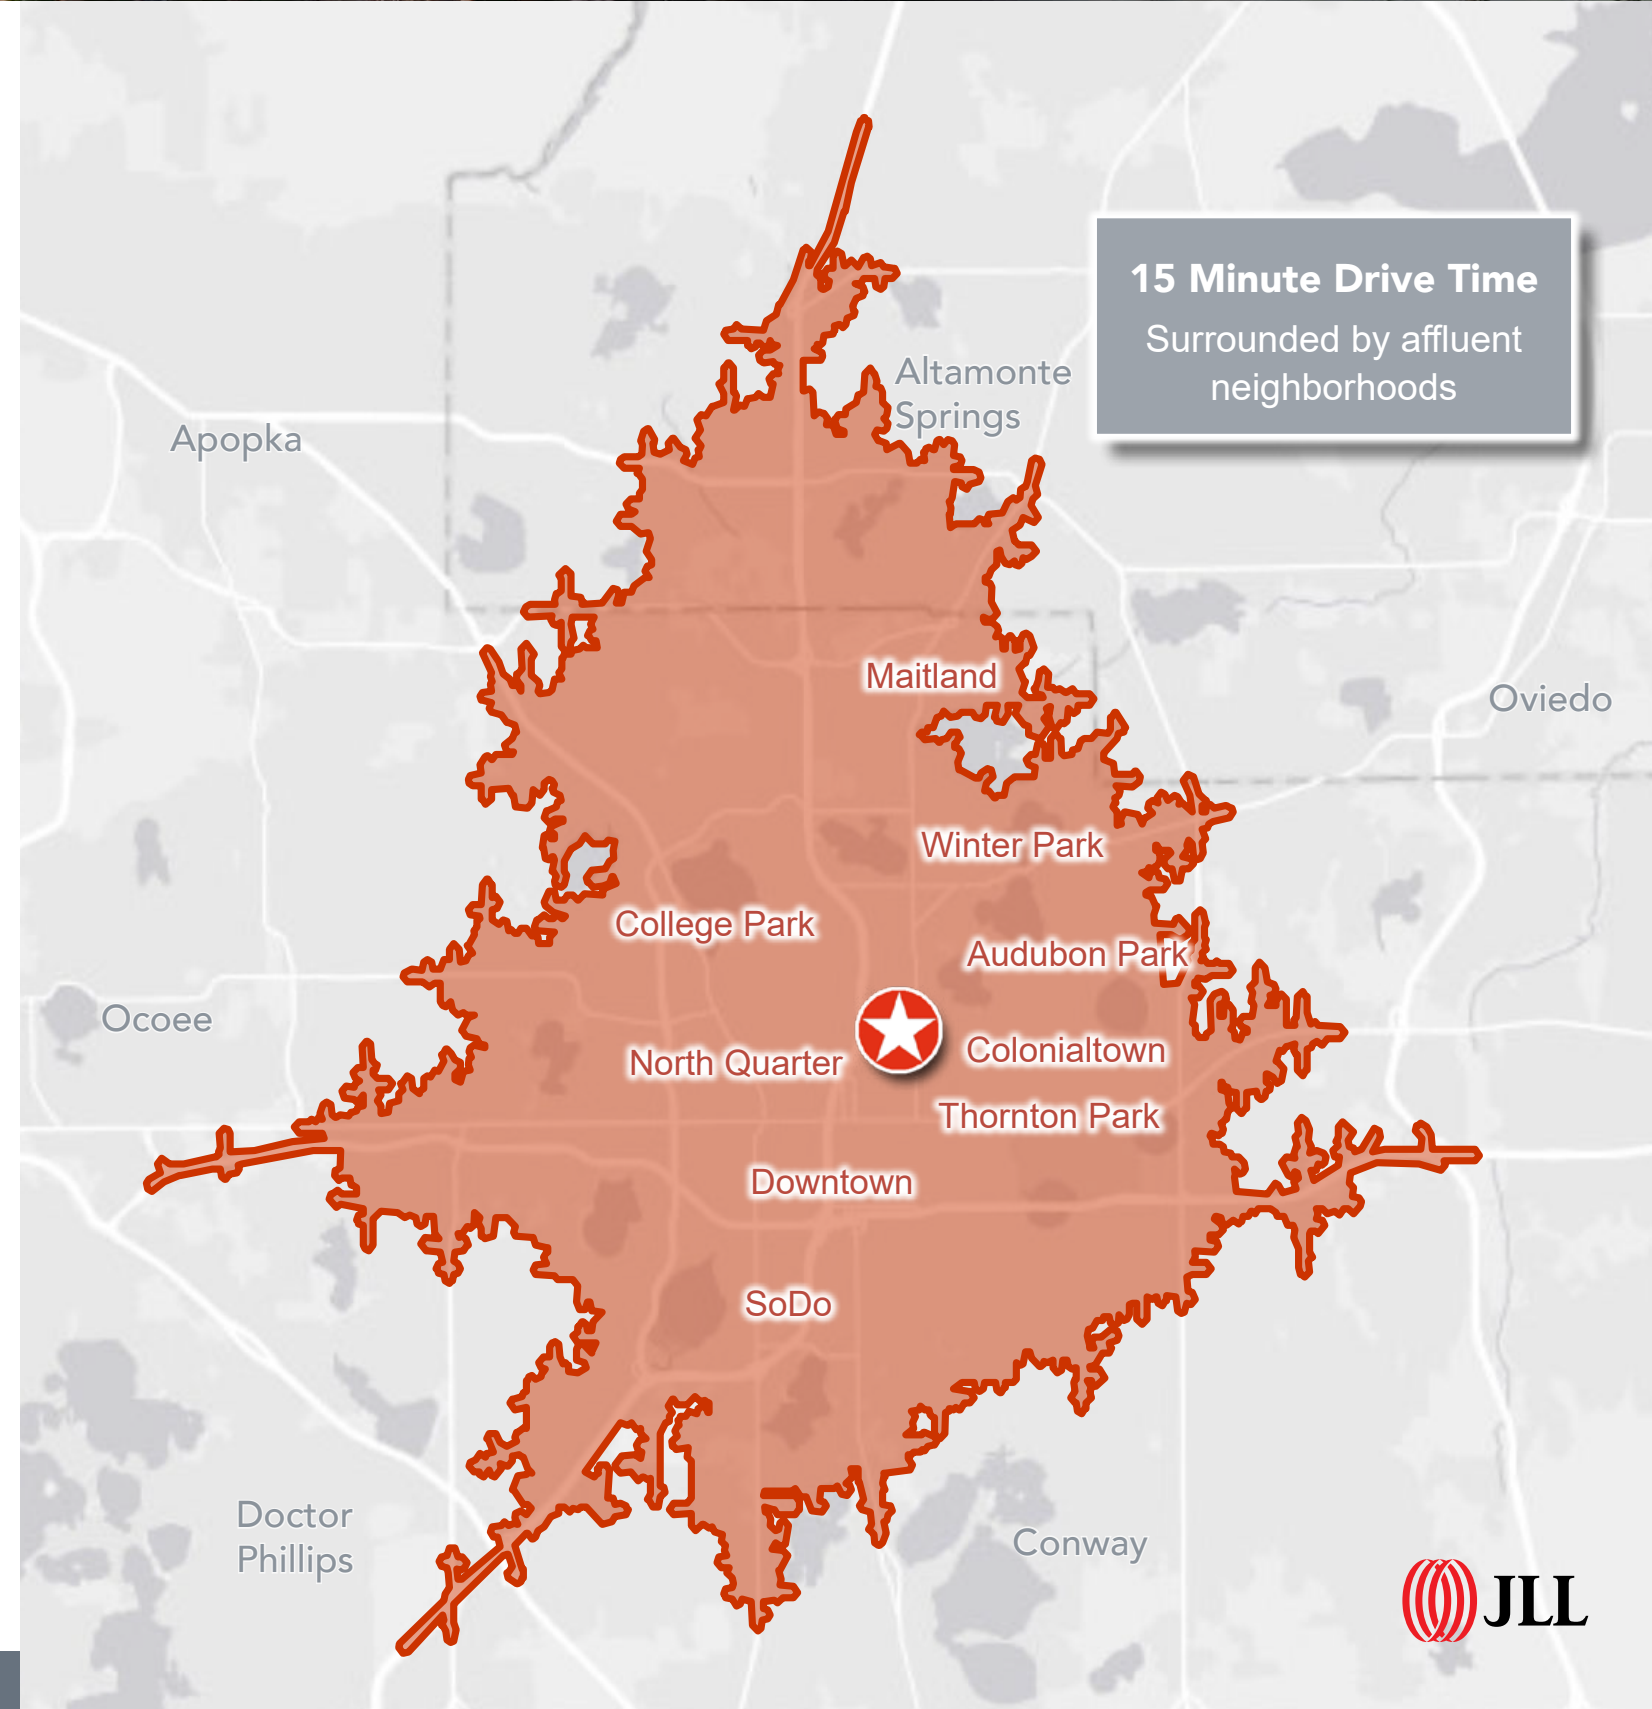 15 Minute Drive Time
Surrounded by affluent
neighborhoods
Altamonte
Springs
Apopka
Maitland
Oviedo
Winter Park
College Park
Audubon Park
Ocoee
North Quarter
Colonialtown
Thornton Park
Downtown
SoDo
Doctor
Phillips
Conway
JLL